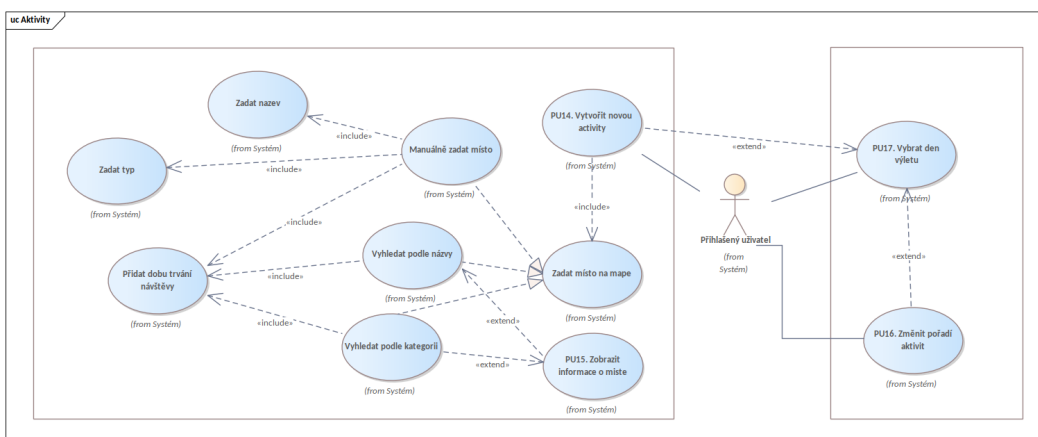 uc Aktivity
Zadat nazev
(from Systém)
«include»
Zadat typ
(from Systém)
«include»
Manuálně zadat místo
(from Systém)
PU14. Vytvořit novou
activity
(from Systém)
«extend»
PU17. Vybrat den
výletu
(from Systém)
«include»
«include»
Přihlašený uživatel
(from
Systém)
Přidat dobu trvání
návštěvy
(from Systém)
«include»
Vyhledat podle názvy
(from Systém)
Zadat místo na mape
(from Systém)
«extend»
«include»
Vyhledat podle kategorii
(from Systém)
«extend»
«extend»
PU15. Zobrazit
informace o míste
(from Systém)
PU16. Změnit pořadí
aktivit
(from Systém)